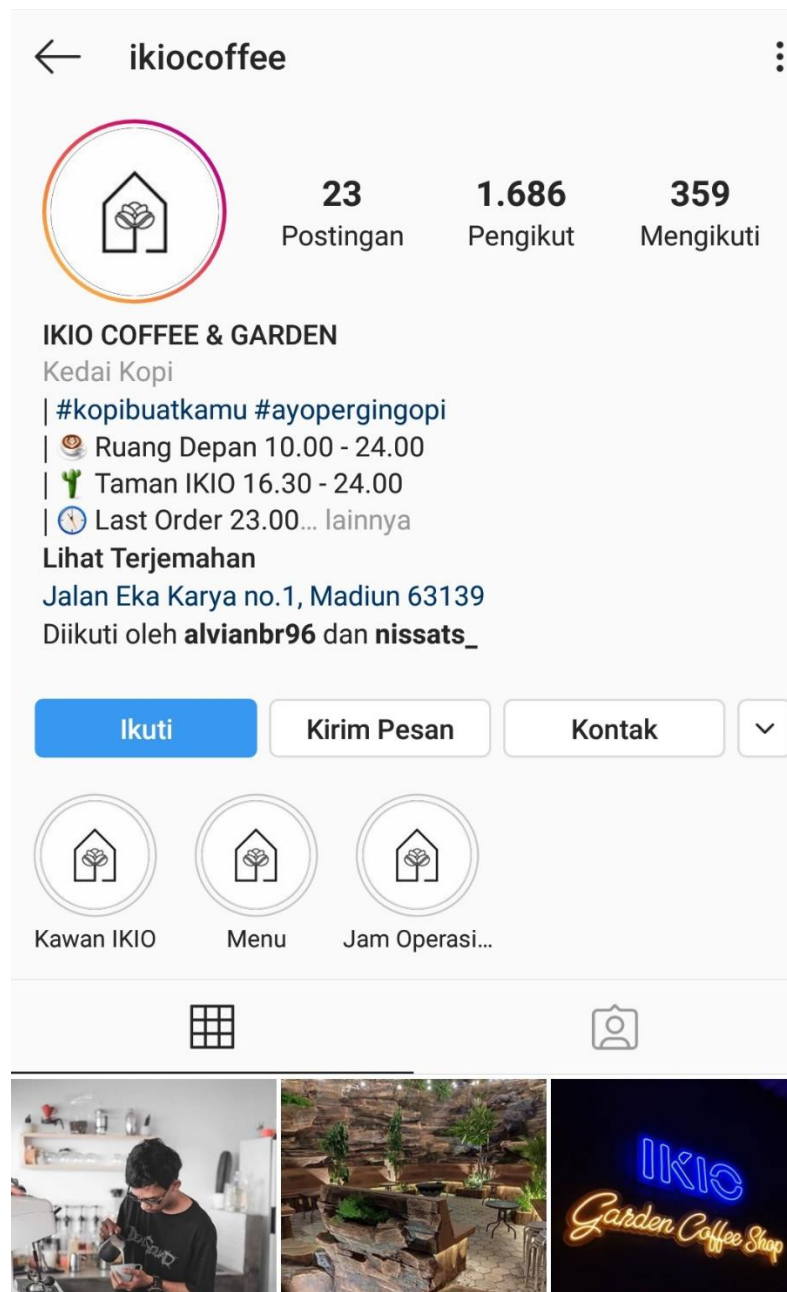 ikiocoffee
23 1.686 359
Postingan Pengikut Mengikuti
IKIO COFFEE & GARDEN
Kedai Kopi
| #kopibuatkamu #ayopergingopi
| Ruang Depan 10.00 - 24.00
| Taman IKIO 16.30 - 24.00
| Last Order 23.00... lainnya
Lihat Terjemahan
Jalan Eka Karya no.1, Madiun 63139
Diikuti oleh alvianbr96 dan nissats_
Ikuti Kirim Pesan Kontak
Kawan IKIO Menu Jam Operasi...
IKIO
Garden Coffee Shop